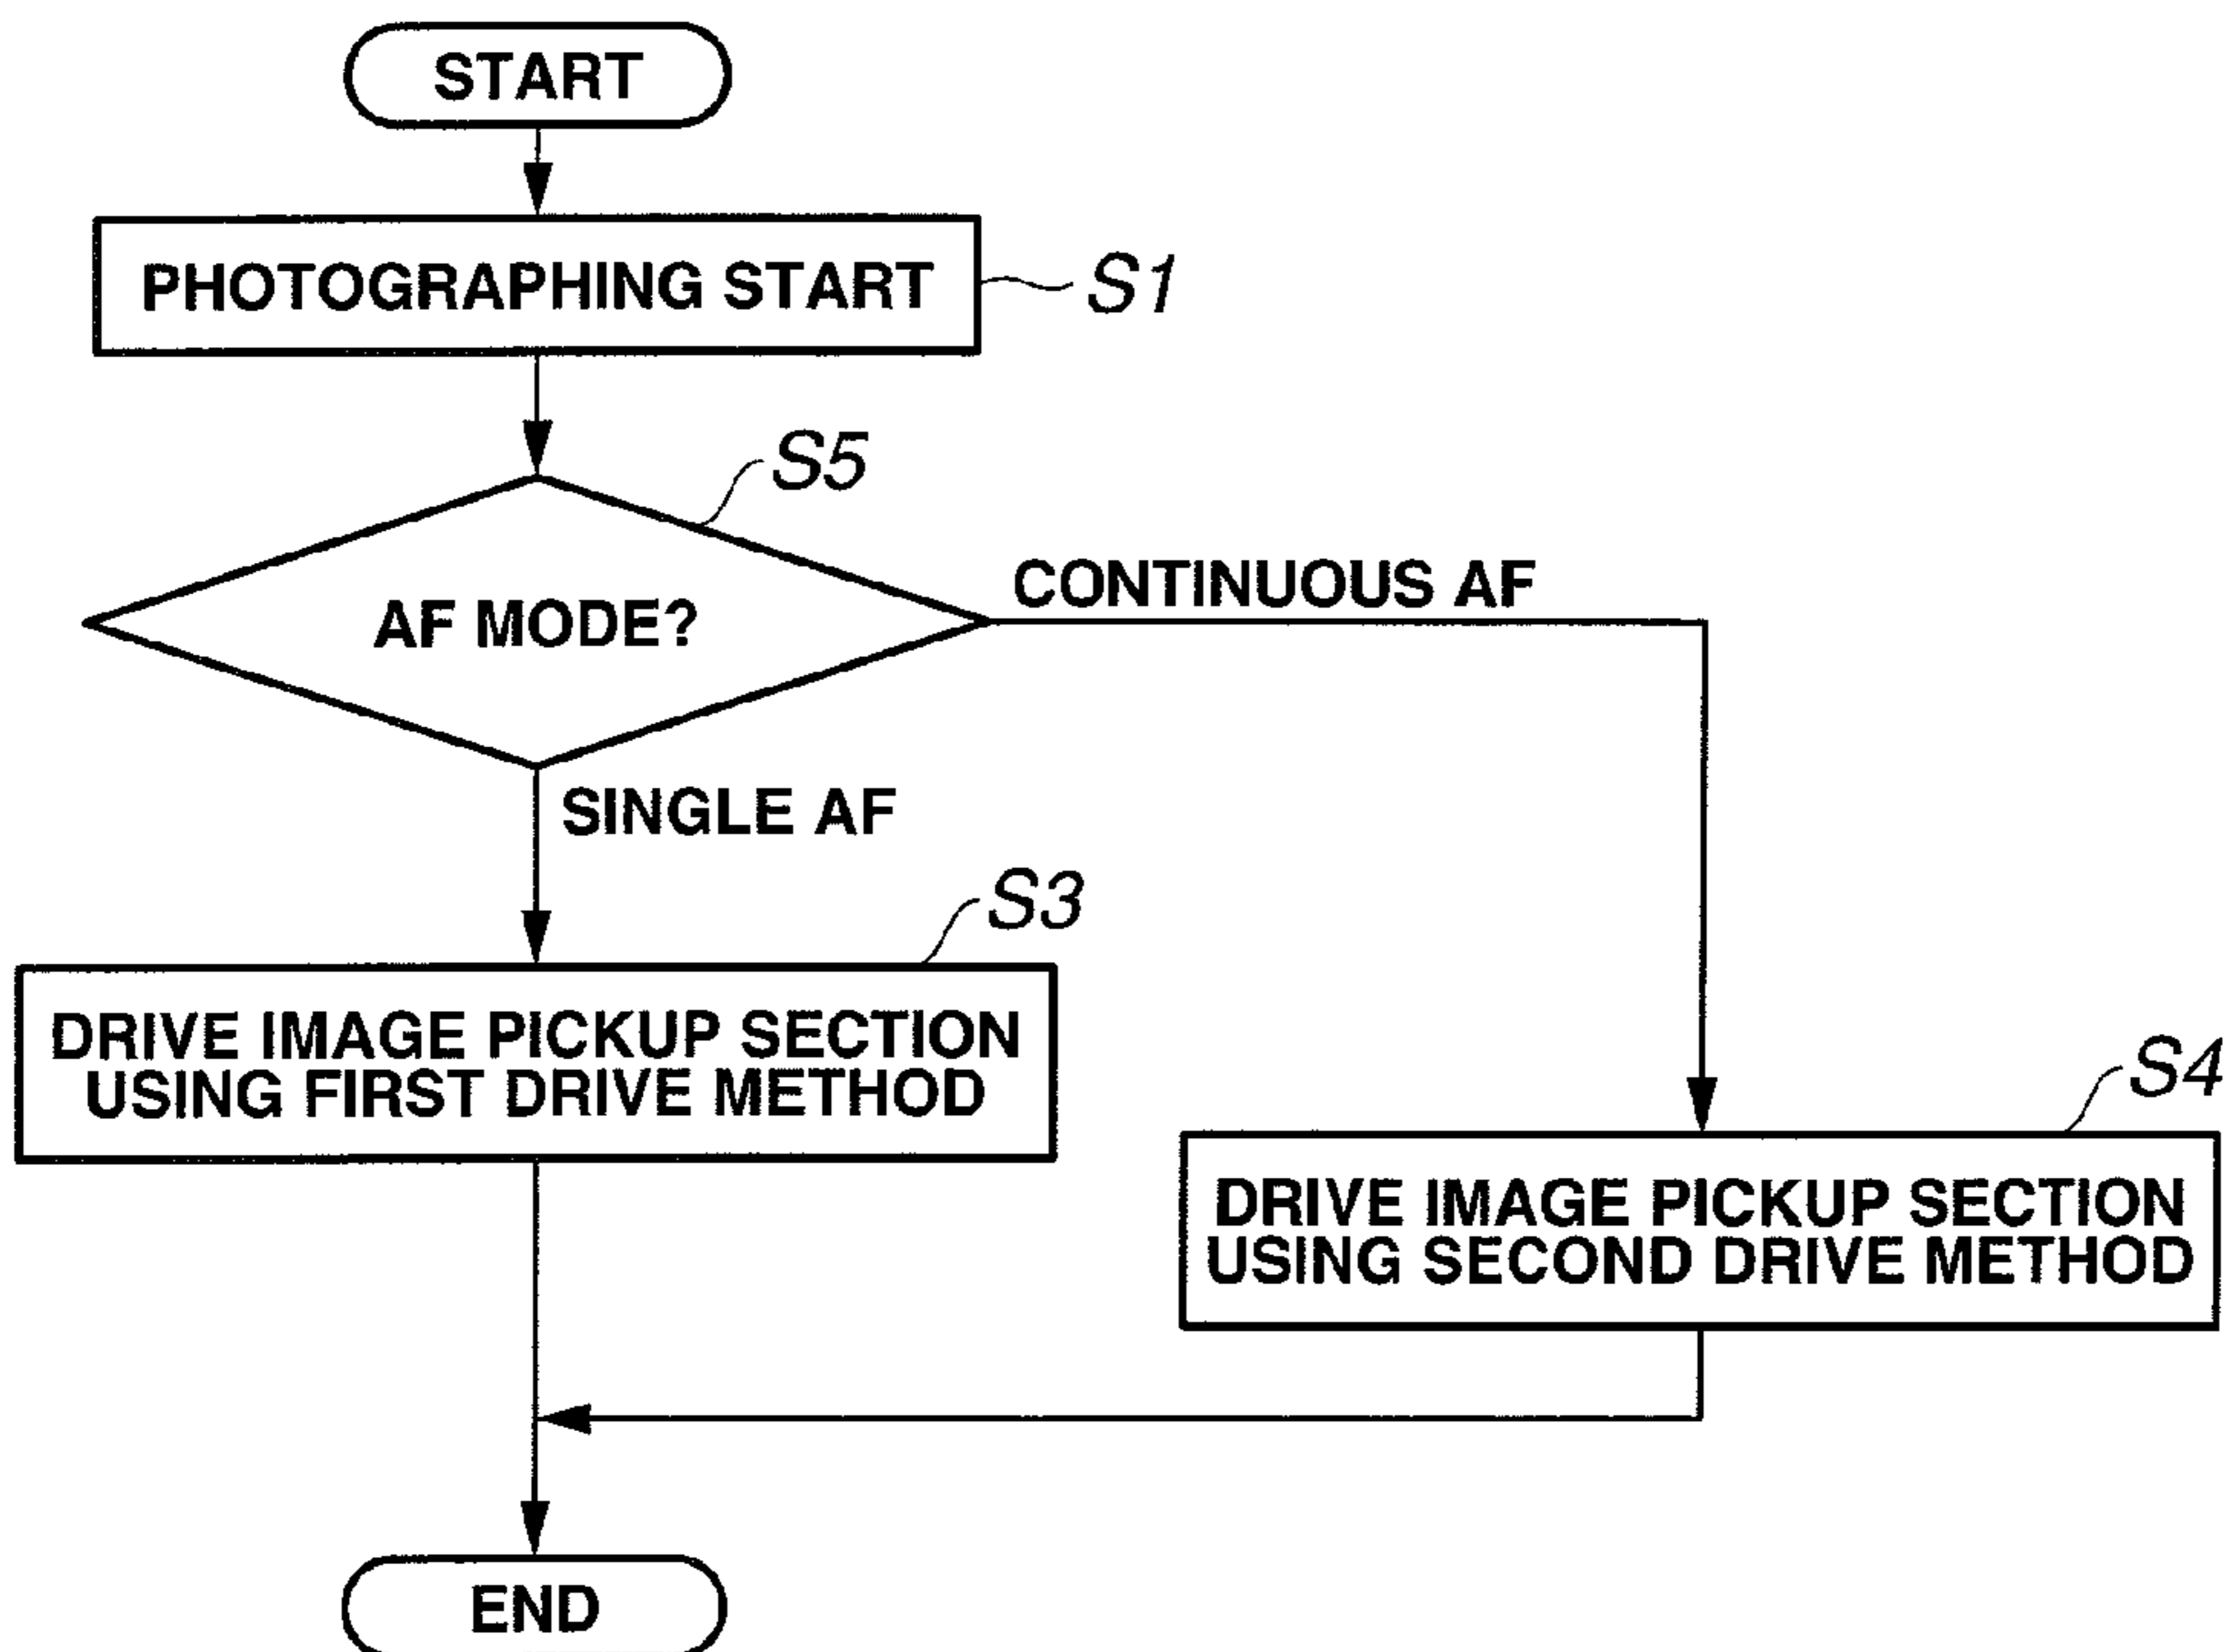 START
PHOTOGRAPHING START
S1
S5
AF MODE?
CONTINUOUS AF
SINGLE AF
S3
DRIVE IMAGE PICKUP SECTION
USING FIRST DRIVE METHOD
S4
DRIVE IMAGE PICKUP SECTION
USING SECOND DRIVE METHOD
END